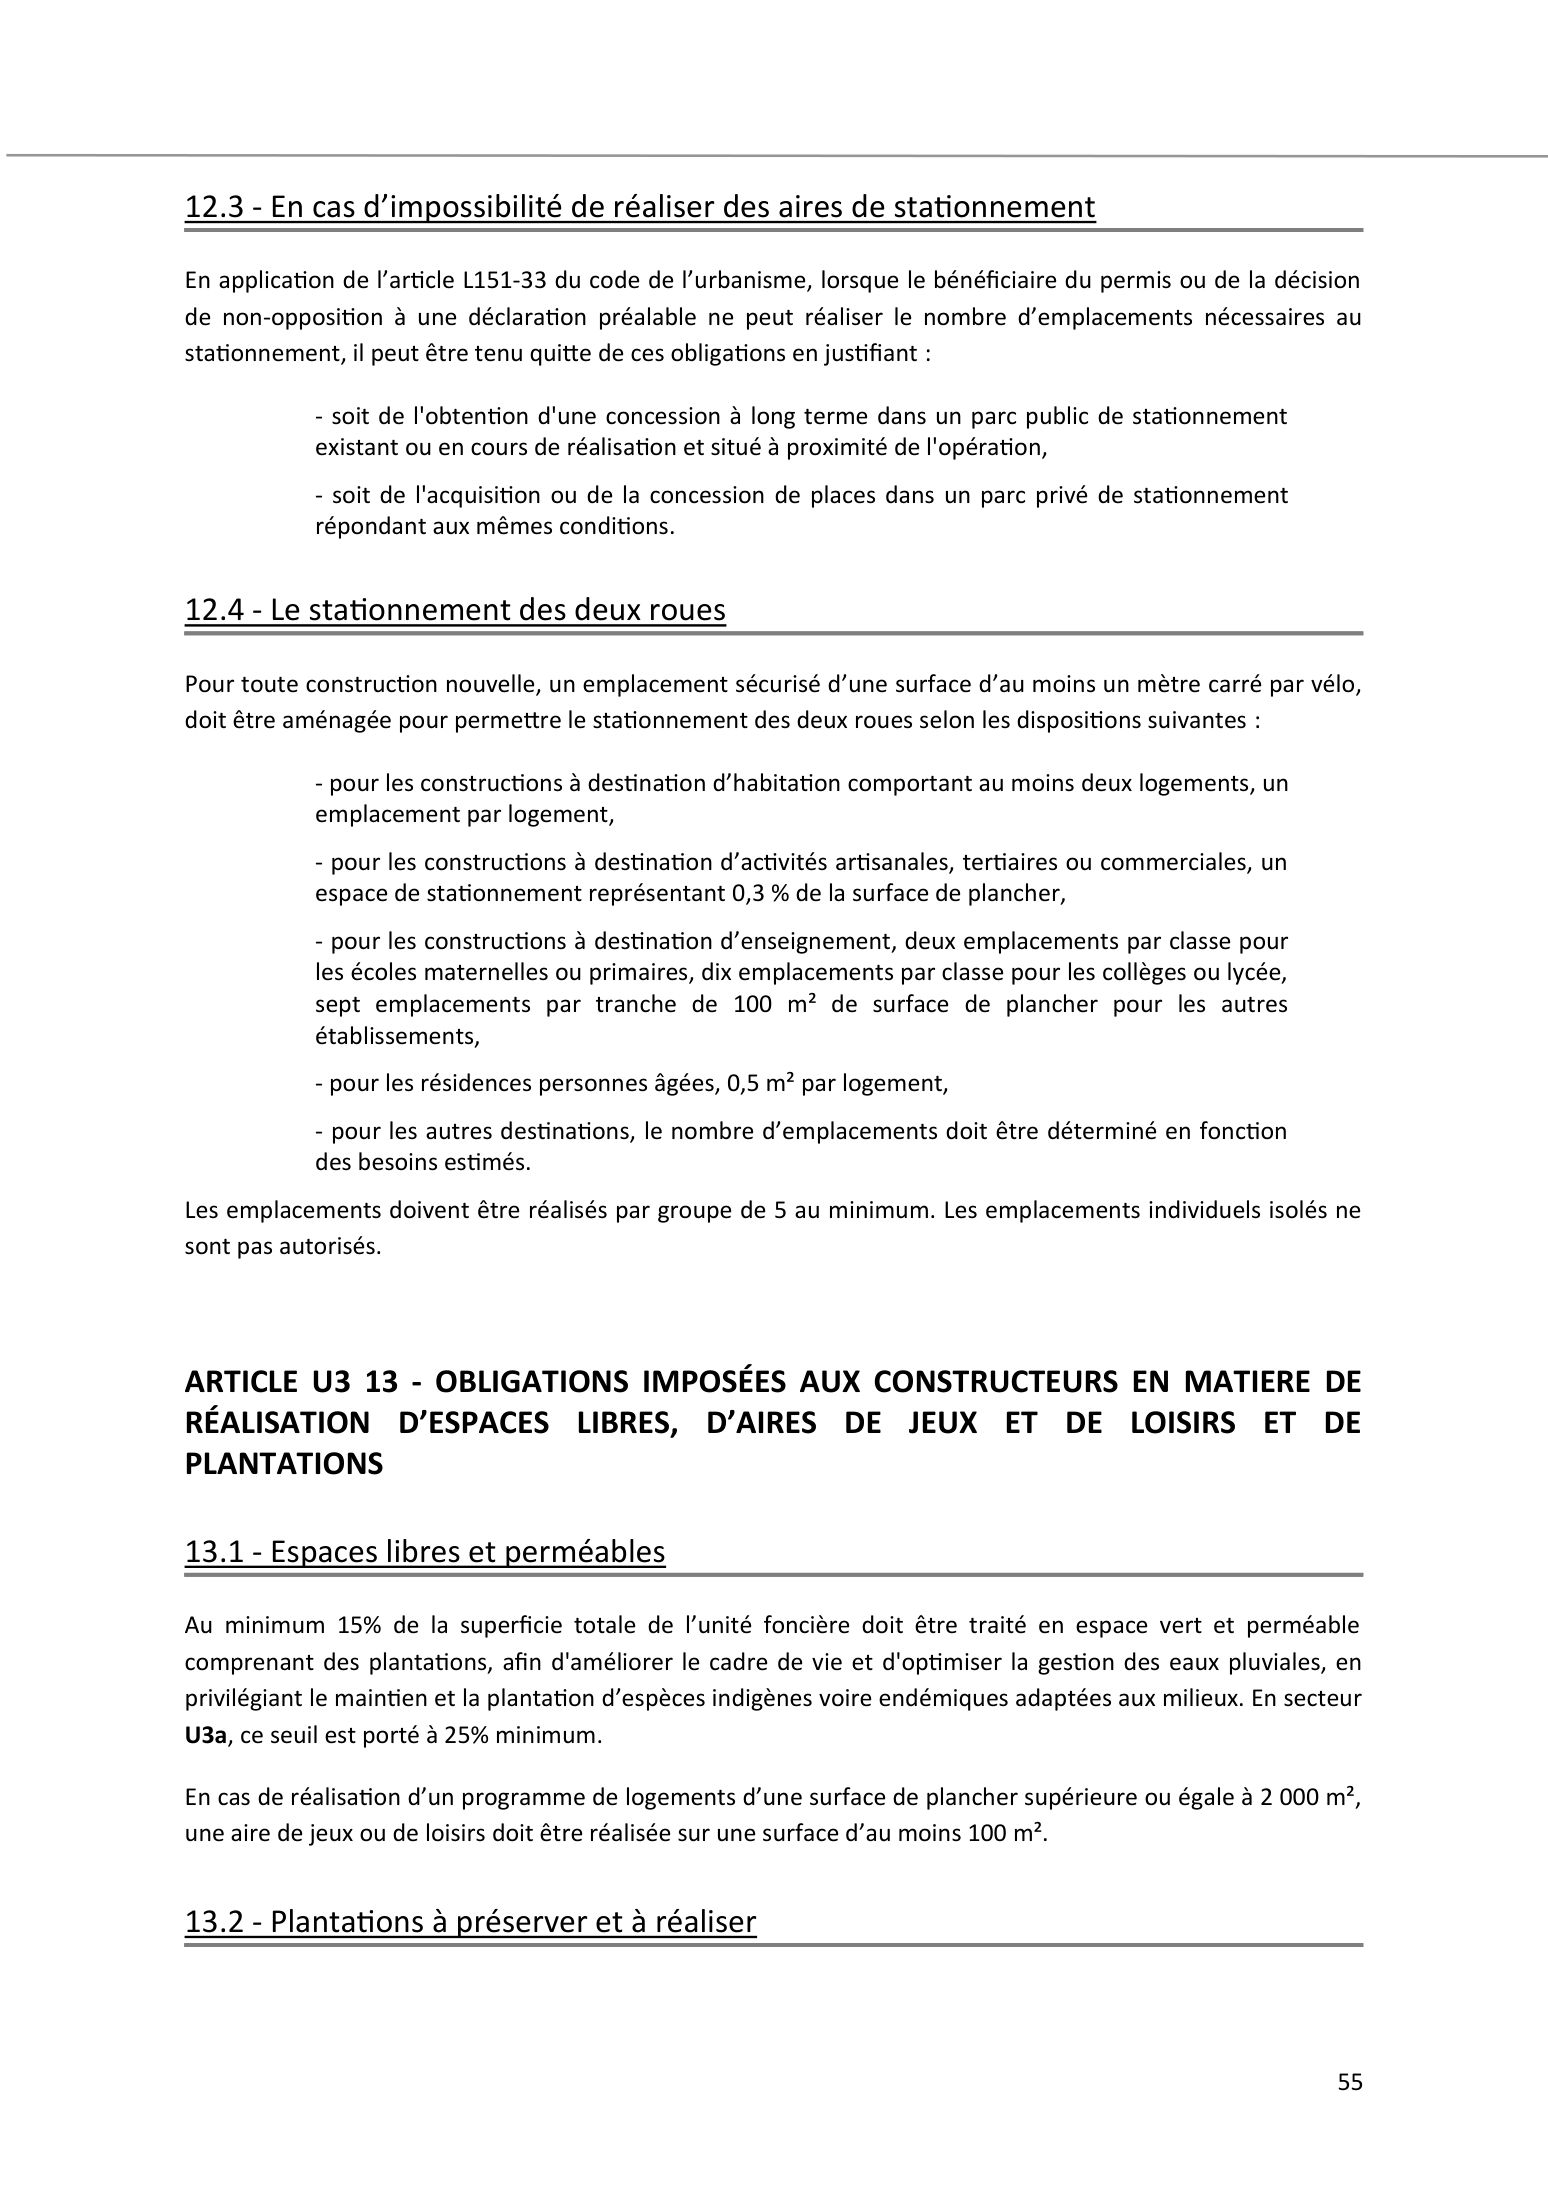 12.3 - En cas d’impossibilité de réaliser des aires de stationnement
En application de l’article L151-33 du code de l’urbanisme, lorsque le bénéficiaire du permis ou de la décision
de non-opposition à une déclaration préalable ne peut réaliser le nombre d’emplacements nécessaires au
stationnement, il peut être tenu quitte de ces obligations en justifiant :
- soit de l'obtention d'une concession à long terme dans un parc public de stationnement
existant ou en cours de réalisation et situé à proximité de l'opération,
- soit de l'acquisition ou de la concession de places dans un parc privé de stationnement
répondant aux mêmes conditions.
12.4 - Le stationnement des deux roues
Pour toute construction nouvelle, un emplacement sécurisé d’une surface d’au moins un mètre carré par vélo,
doit être aménagée pour permettre le stationnement des deux roues selon les dispositions suivantes :
- pour les constructions à destination d’habitation comportant au moins deux logements, un
emplacement par logement,
- pour les constructions à destination d’activités artisanales, tertiaires ou commerciales, un
espace de stationnement représentant 0,3 % de la surface de plancher,
- pour les constructions à destination d’enseignement, deux emplacements par classe pour
les écoles maternelles ou primaires, dix emplacements par classe pour les collèges ou lycée,
sept emplacements par tranche de 100 m² de surface de plancher pour les autres
établissements,
- pour les résidences personnes âgées, 0,5 m² par logement,
- pour les autres destinations, le nombre d’emplacements doit être déterminé en fonction
des besoins estimés.
Les emplacements doivent être réalisés par groupe de 5 au minimum. Les emplacements individuels isolés ne
sont pas autorisés.
ARTICLE U3 13 - OBLIGATIONS IMPOSÉES AUX CONSTRUCTEURS EN MATIERE DE
RÉALISATION D’ESPACES LIBRES, D’AIRES DE JEUX ET DE LOISIRS ET DE
PLANTATIONS
13.1 - Espaces libres et perméables
Au minimum 15% de la superficie totale de l’unité foncière doit être traité en espace vert et perméable
comprenant des plantations, afin d'améliorer le cadre de vie et d'optimiser la gestion des eaux pluviales, en
privilégiant le maintien et la plantation d’espèces indigènes voire endémiques adaptées aux milieux. En secteur
U3a, ce seuil est porté à 25% minimum.
En cas de réalisation d’un programme de logements d’une surface de plancher supérieure ou égale à 2 000 m²,
une aire de jeux ou de loisirs doit être réalisée sur une surface d’au moins 100 m².
13.2 - Plantations à préserver et à réaliser
55